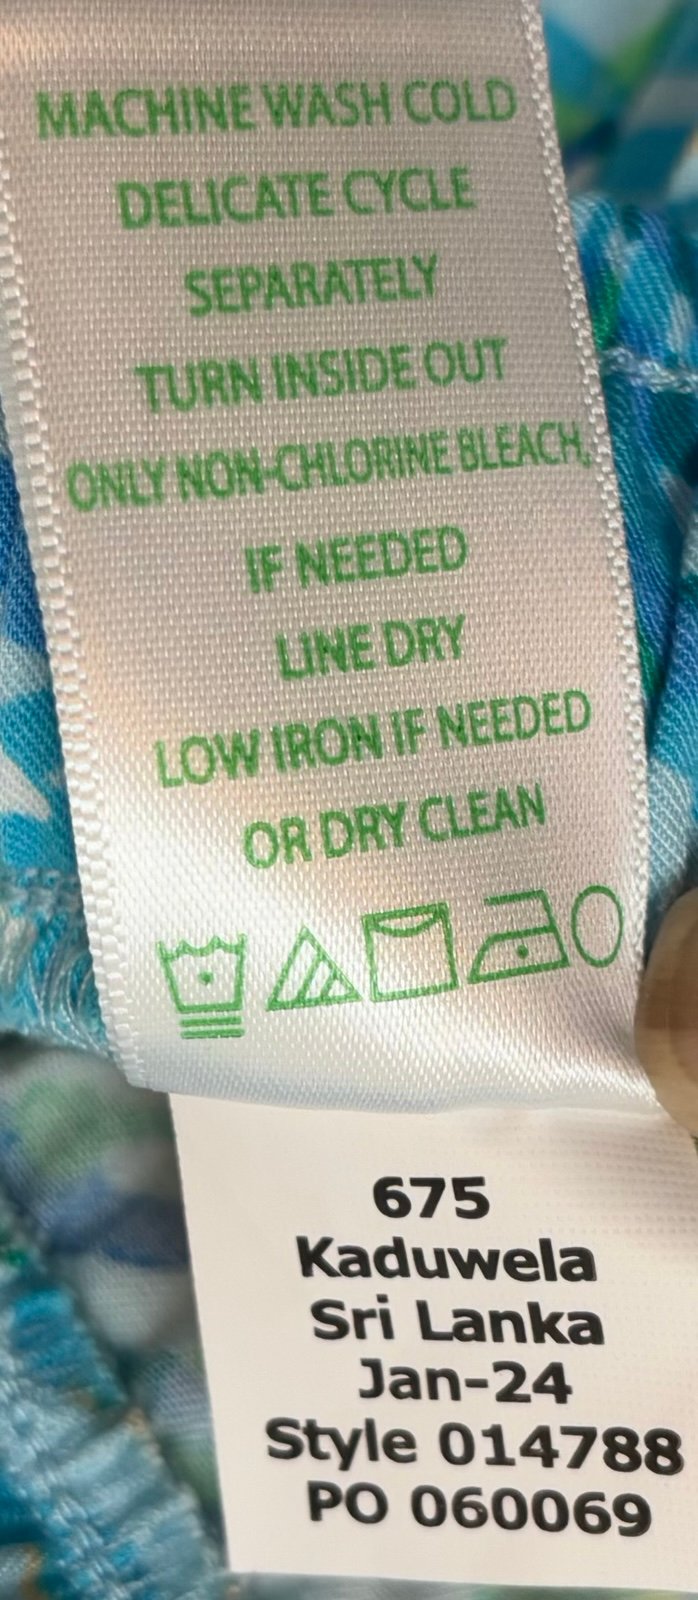 MACHINE WASH COLD
DELICATE CYCLE
SEPARATELY
TURN INSIDE OUT
ONLY NON-CHLORINE BLEACH,
IF NEEDED
LINE DRY
LOW IRON IF NEEDED
OR DRY CLEAN
675
Kaduwela
Sri Lanka
Jan-24
Style 014788
PO 060069